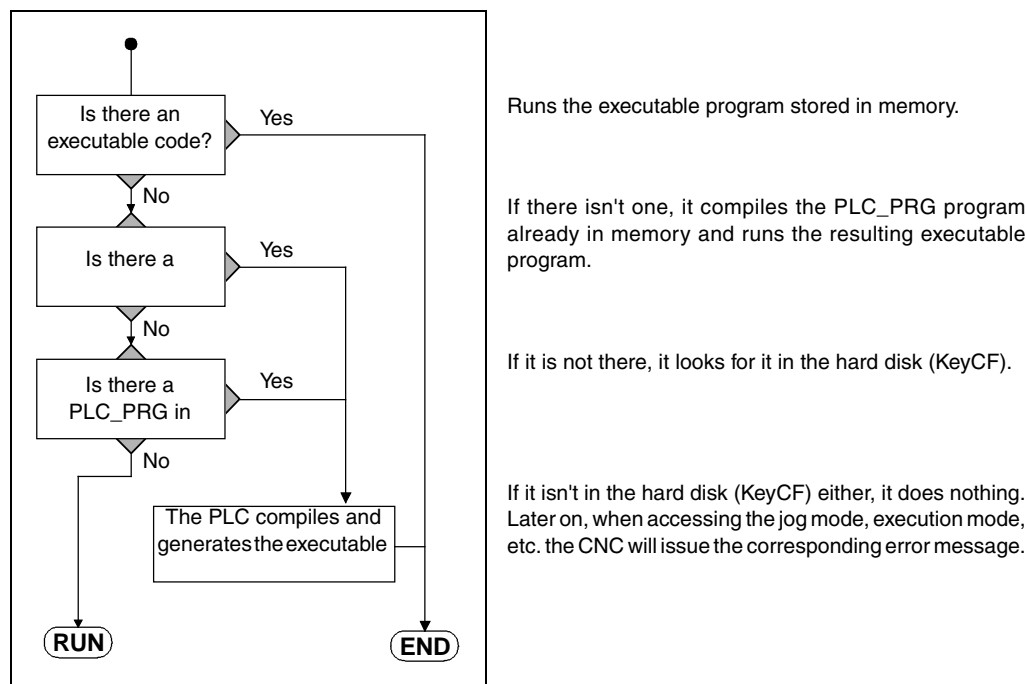 Is there an
executable code?
Yes
No
Is there a
Yes
No
Is there a
PLC_PRG in
Yes
No
The PLC compiles and
generates the executable
RUN
END
Runs the executable program stored in memory.
If there isn't one, it compiles the PLC_PRG program
already in memory and runs the resulting executable
program.
If it is not there, it looks for it in the hard disk (KeyCF).
If it isn't in the hard disk (KeyCF) either, it does nothing.
Later on, when accessing the jog mode, execution mode,
etc. the CNC will issue the corresponding error message.